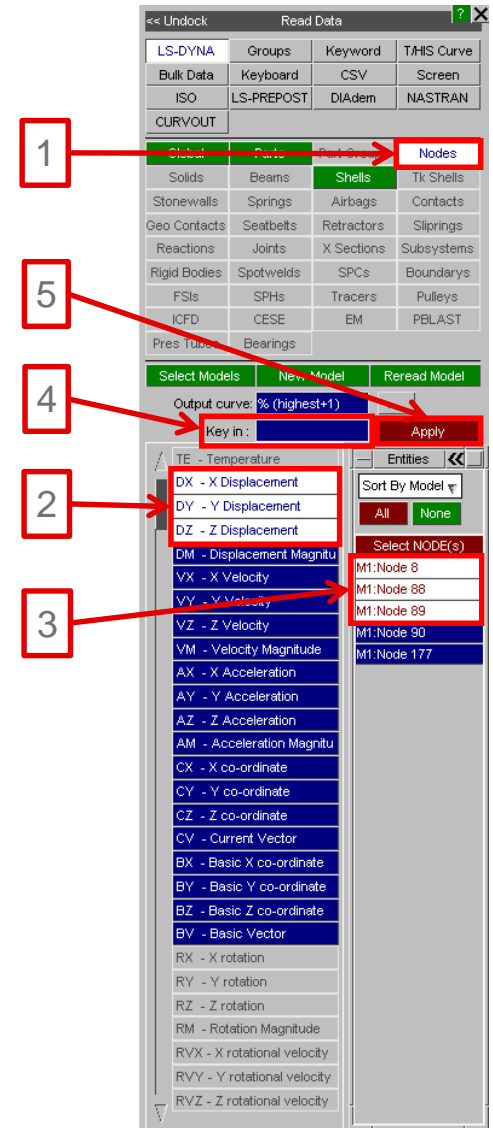 << Undock Read Data ? X
LS-DYNA Groups Keyword T/HIS Curve
Bulk Data Keyboard CSV Screen
ISO LS-PREPOST DIAdem NASTRAN
CURVOUT
1
Global Parts Part Group Nodes
Solids Beams Shells Tk Shells
Stonewalls Springs Airbags Contacts
Geo Contacts Seatbelts Retractors Sliprings
Reactions Joints X Sections Subsystems
Rigid Bodies Spotwelds SPCs Boundarys
5
FSIs SPHs Tracers Pulleys
ICFD CESE EM PBLAST
Pres Tubes Bearings
Select Models New Model Reread Model
4
Output curve: % (highest+1)
Key in : Apply
TE - Temperature Entities
DX - X Displacement Sort By Model
2
DY - Y Displacement All None
DZ - Z Displacement Select NODE(s)
DM - Displacement Magnitu M1:Node 8
VX - X Velocity M1:Node 88
VY - Y Velocity M1:Node 89
3
VZ - Z Velocity M1:Node 90
VM - Velocity Magnitude M1:Node 177
AX - X Acceleration
AY - Y Acceleration
AZ - Z Acceleration
AM - Acceleration Magnitu
CX - X co-ordinate
CY - Y co-ordinate
CZ - Z co-ordinate
CV - Current Vector
BX - Basic X co-ordinate
BY - Basic Y co-ordinate
BZ - Basic Z co-ordinate
BV - Basic Vector
RX - X rotation
RY - Y rotation
RZ - Z rotation
RM - Rotation Magnitude
RVX - X rotational velocity
RVY - Y rotational velocity
RVZ - Z rotational velocity